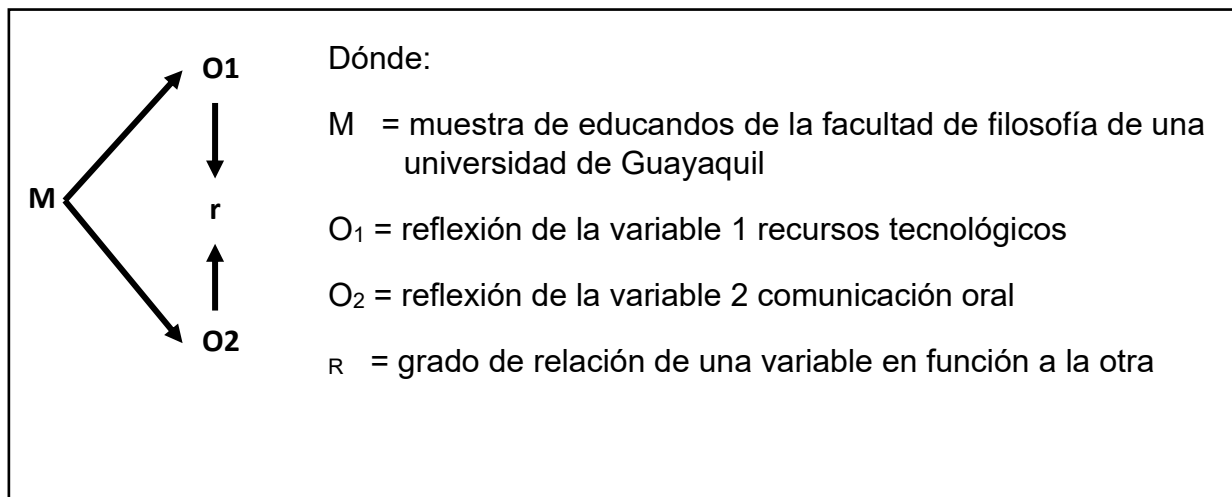 O1
r
M
O2
Dónde:
M = muestra de educandos de la facultad de filosofía de una
universidad de Guayaquil
O₁ = reflexión de la variable 1 recursos tecnológicos
O₂ = reflexión de la variable 2 comunicación oral
R = grado de relación de una variable en función a la otra